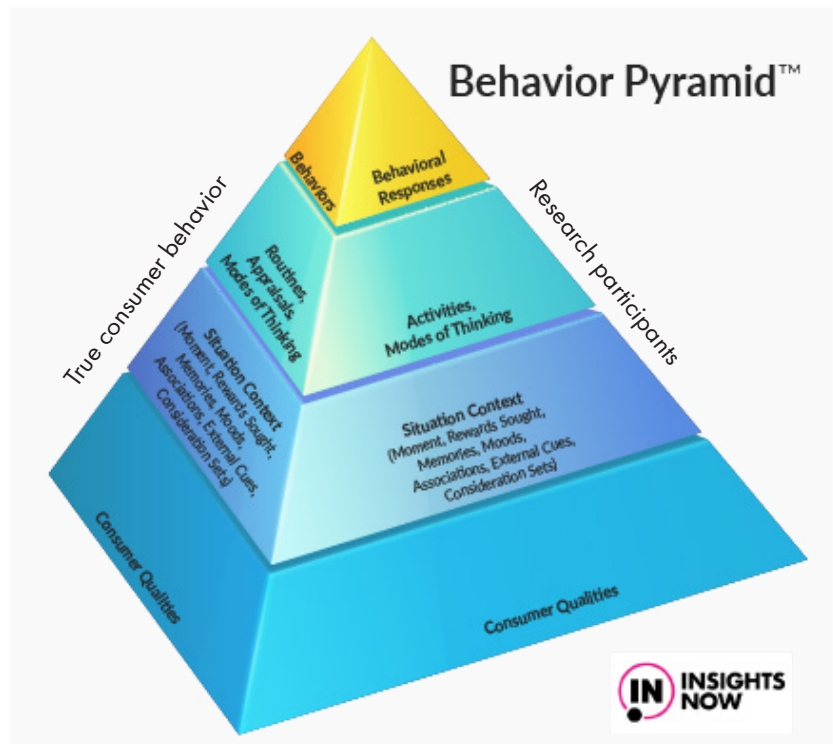 Behavior Pyramid™
True consumer behavior
Research participants
Behaviors
Behavioral
Responses
Routines,
Appraisals,
Modes of Thinking
Activities,
Modes of Thinking
Situation Context
(Moment, Rewards Sought,
Memories, Moods,
Associations, External Cues,
Consideration Sets)
Situation Context
(Moment, Rewards Sought,
Memories, Moods,
Associations, External Cues,
Consideration Sets)
Consumer Qualities
Consumer Qualities
IN INSIGHTS
NOW